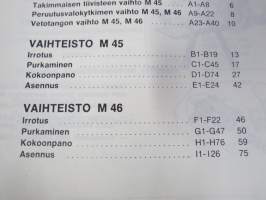 Takimmaisen tiivisteen vaihto M 45, M 46 A1-A8 6
Peruutusvalokytkimen vaihto M 45, M 46 A9-A22 8
Vetotangon vaihto M 45, M 46 A23-A40 10
VAIHTEISTO M 45
Irrotus B1-B19 13
Purkaminen C1-C45 17
Kokoonpano D1-D74 27
Asennus E1-E24 42
VAIHTEISTO M 46
Irrotus F1-F22 46
Purkaminen G1-G47 50
Kokoonpano H1-H76 59
Asennus I1-I26 75